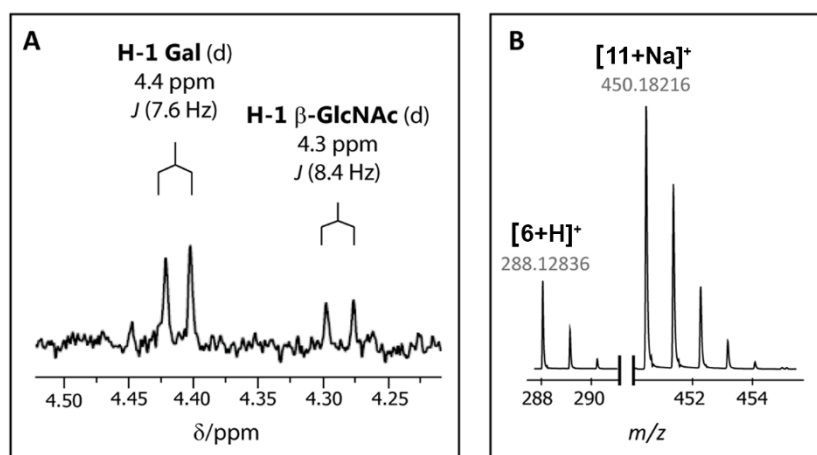 A
H-1 Gal (d)
4.4 ppm
J (7.6 Hz)
H-1 β-GlcNAc (d)
4.3 ppm
J (8.4 Hz)
4.50 4.45 4.40 4.35 4.30 4.25
δ/ppm
B
[11+Na]⁺
450.18216
[6+H]⁺
288.12836
288 290 452 454
m/z